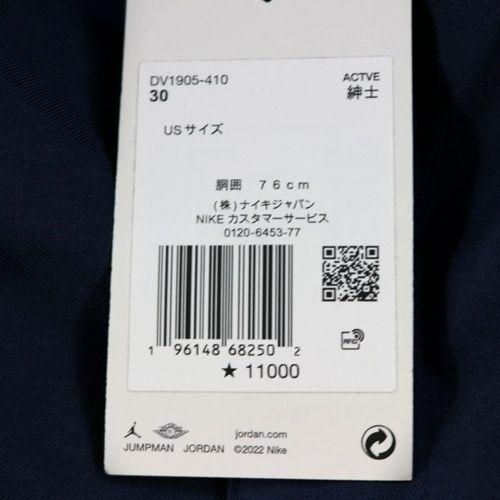 DV1905-410 ACTVE
30 紳士
USサイズ
胴囲 76cm
(株)ナイキジャパン
NIKE カスタマーサービス
0120-6453-77
RFID
1 96148 68250 2
★ 11000
jordan.com
JUMPMAN JORDAN ©2022 Nike